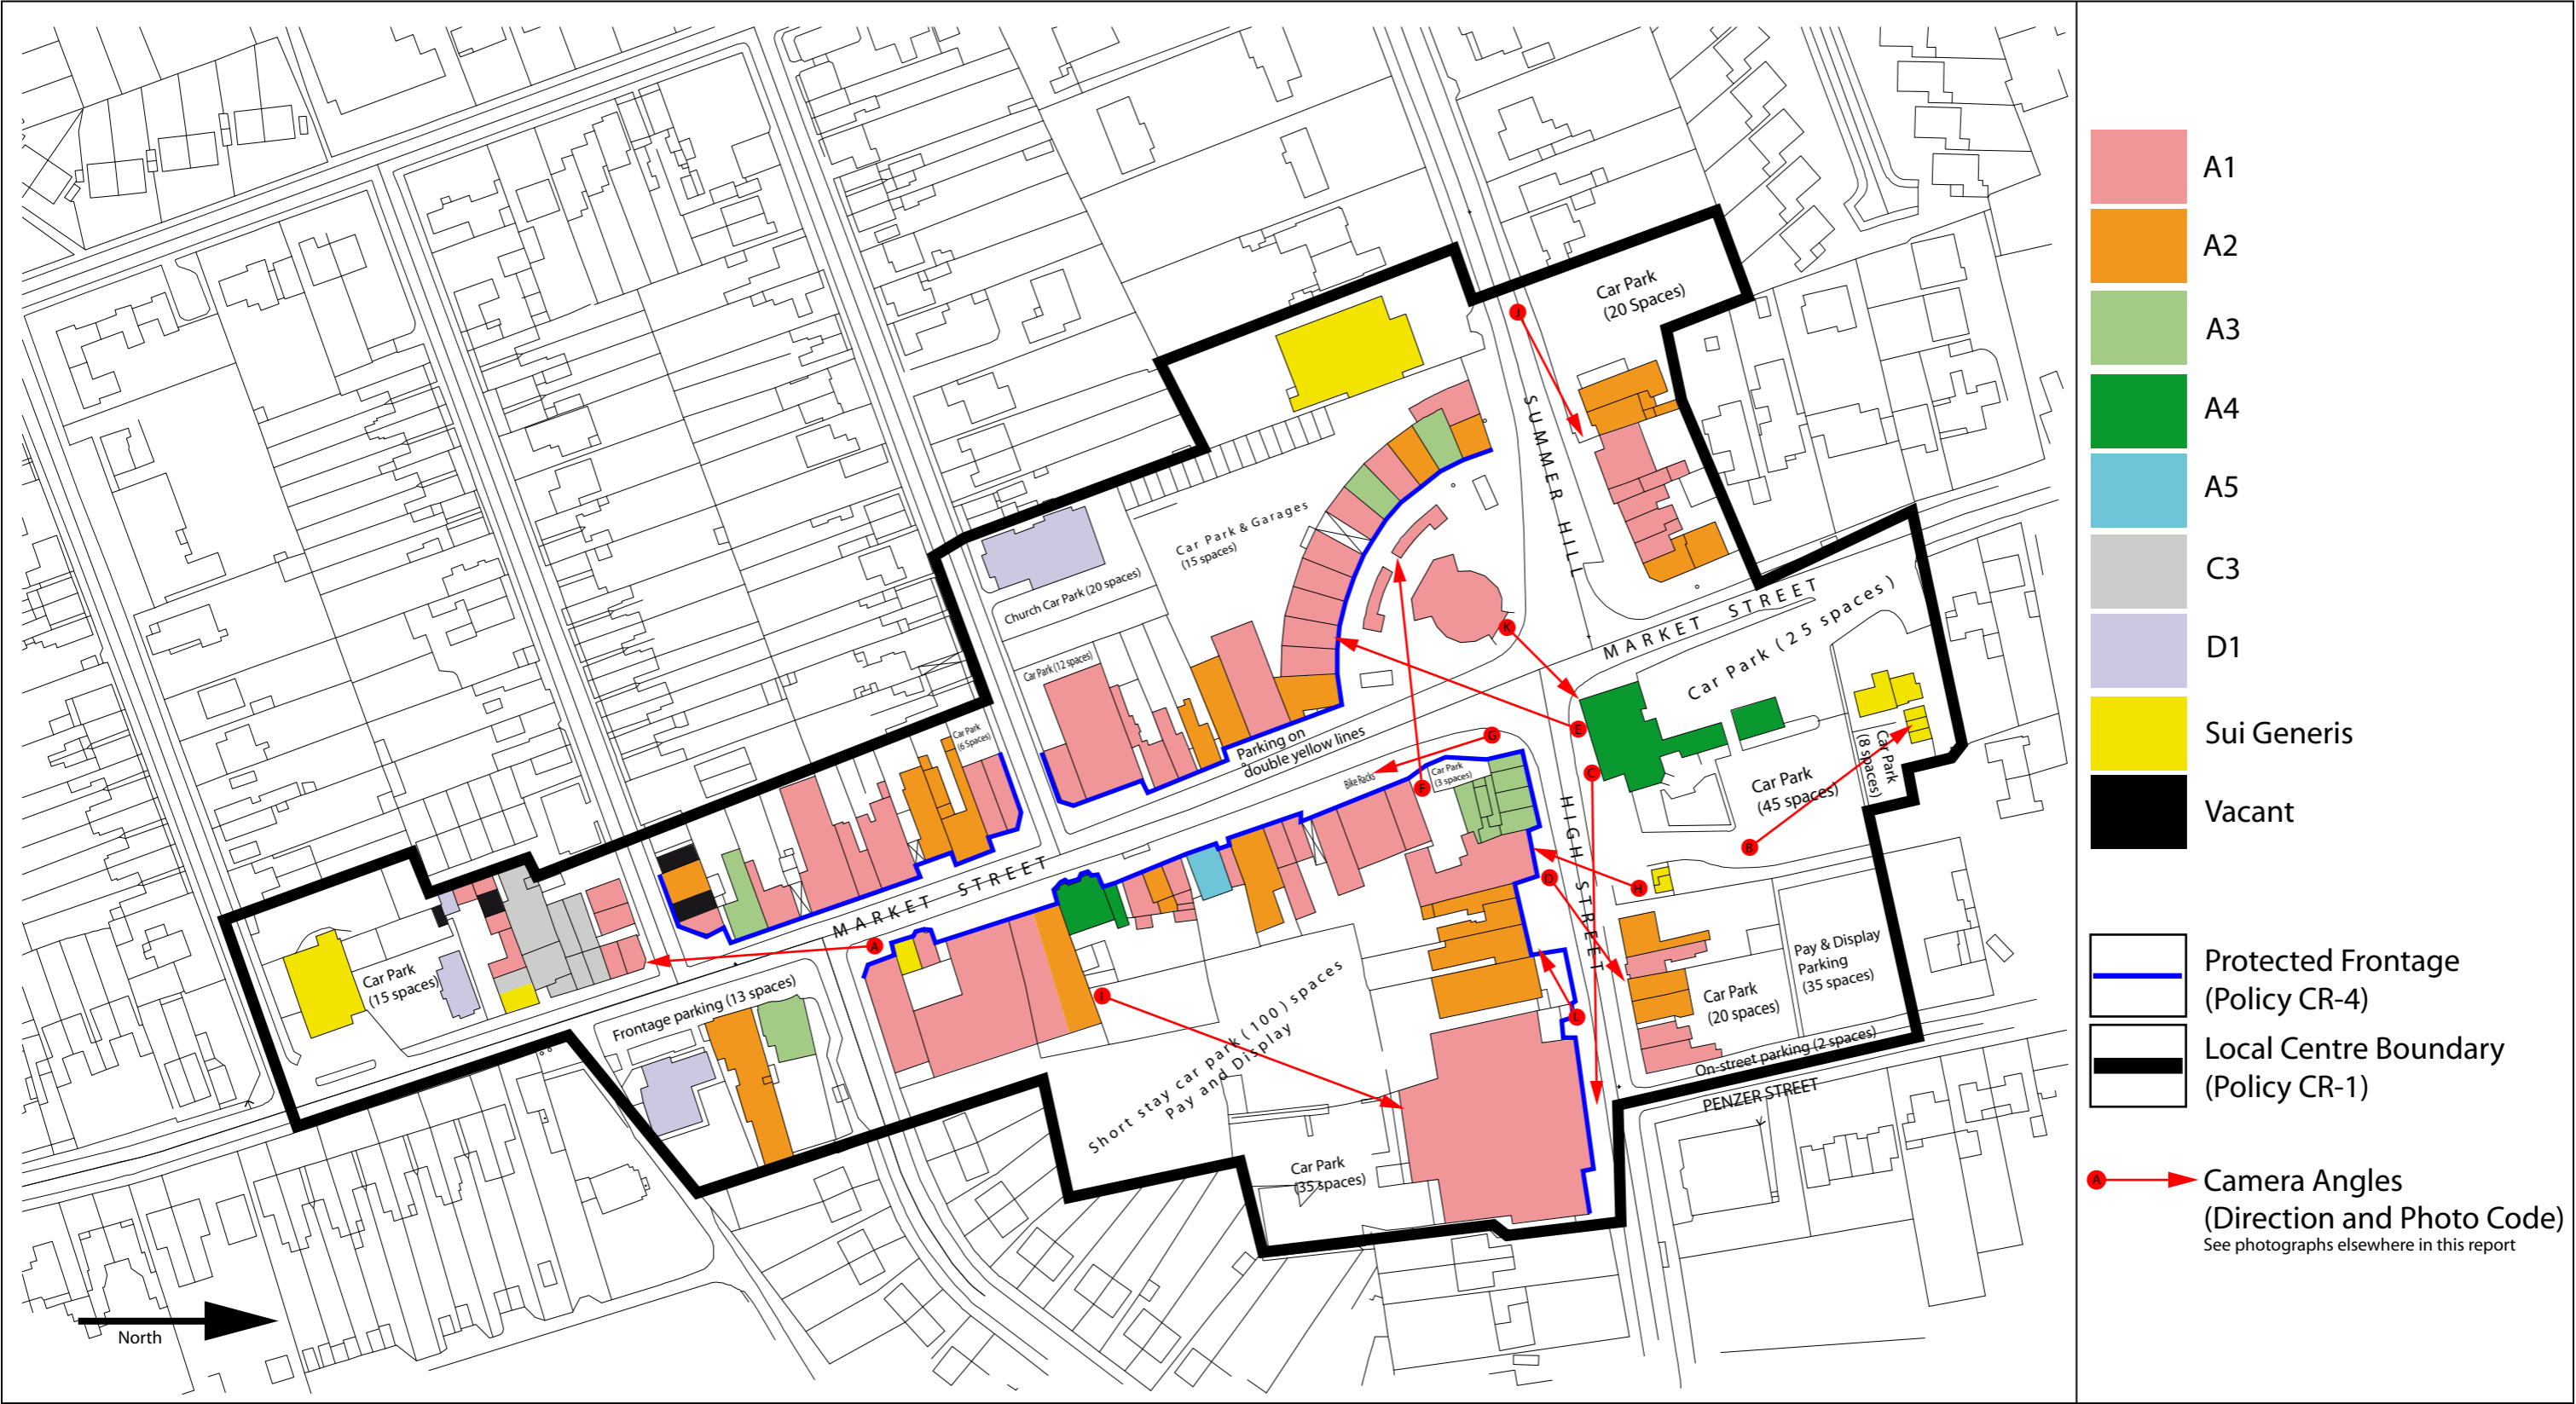 Car Park
(20 Spaces)
J
SUMMER HILL
Car Park & Garages
(15 spaces)
Church Car Park (20 spaces)
Car Park (12 spaces)
K
MARKET STREET
Car Park (25 spaces)
Car Park
(6 Spaces)
Parking on
double yellow lines
E
G
Bike Racks
Car Park
(3 spaces)
F
C
Car Park
(45 spaces)
Car Park
(8 spaces)
B
HIGH STREET
D
H
MARKET STREET
A
Car Park
(15 spaces)
Frontage parking (13 spaces)
I
Short stay car park (100) spaces
Pay and Display
L
Pay & Display
Parking
(35 spaces)
Car Park
(20 spaces)
On-street parking (2 spaces)
PENZER STREET
Car Park
(35 spaces)
North
A1
A2
A3
A4
A5
C3
D1
Sui Generis
Vacant
Protected Frontage
(Policy CR-4)
Local Centre Boundary
(Policy CR-1)
A
Camera Angles
(Direction and Photo Code)
See photographs elsewhere in this report